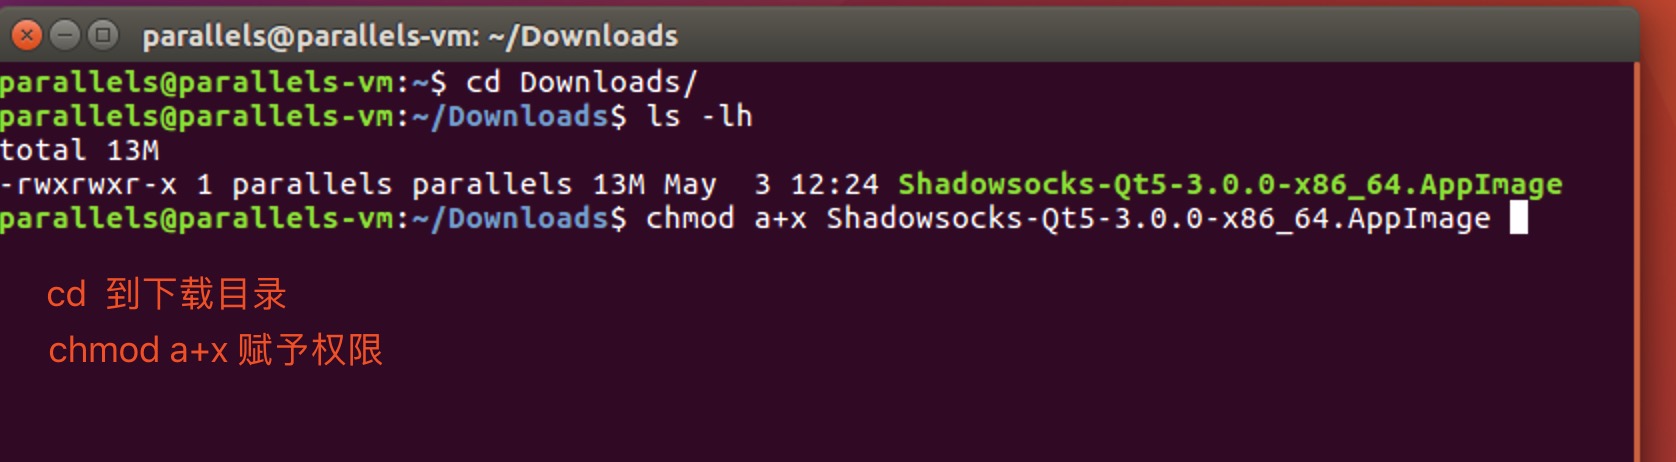 parallels@parallels-vm: ~/Downloads
parallels@parallels-vm:~$ cd Downloads/
parallels@parallels-vm:~/Downloads$ ls -lh
total 13M
-rwxrwxr-x 1 parallels parallels 13M May  3 12:24 Shadowsocks-Qt5-3.0.0-x86_64.AppImage
parallels@parallels-vm:~/Downloads$ chmod a+x Shadowsocks-Qt5-3.0.0-x86_64.AppImage
cd 到下载目录
chmod a+x 赋予权限